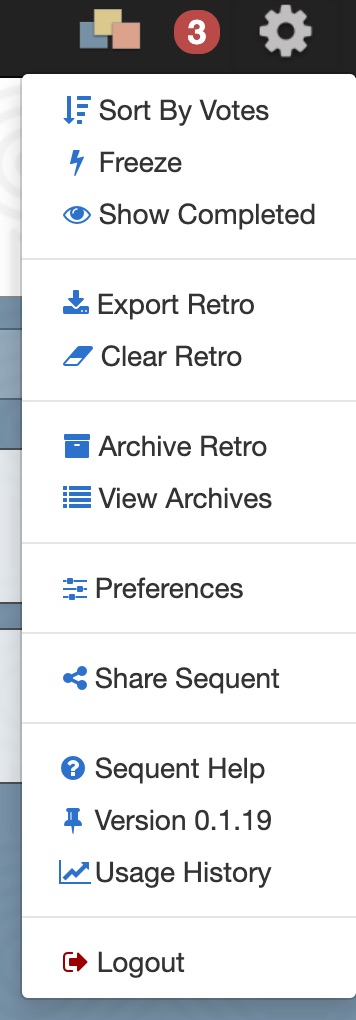 3
Sort By Votes
Freeze
Show Completed
Export Retro
Clear Retro
Archive Retro
View Archives
Preferences
Share Sequent
Sequent Help
Version 0.1.19
Usage History
Logout